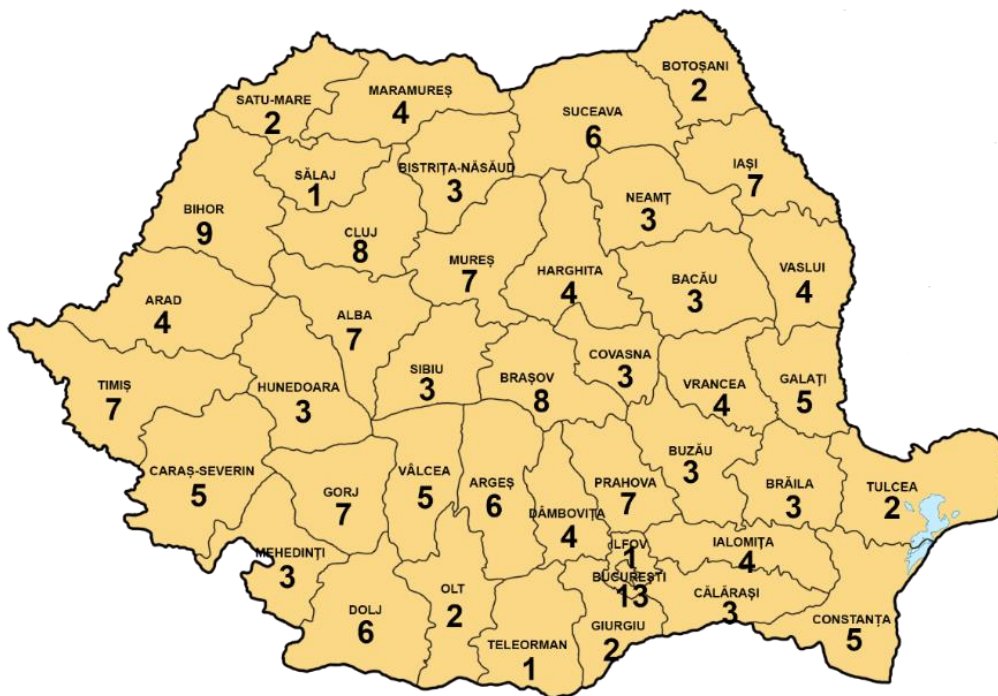 BOTOȘANI
2
SATU-MARE
2
MARAMUREȘ
4
SUCEAVA
6
IAȘI
7
SĂLAJ
1
BISTRIȚA-NĂSĂUD
3
NEAMȚ
3
BIHOR
9
CLUJ
8
MUREȘ
7
HARGHITA
4
BACĂU
3
VASLUI
4
ARAD
4
ALBA
7
TIMIȘ
7
HUNEDOARA
3
SIBIU
3
BRAȘOV
8
COVASNA
3
VRANCEA
4
GALAȚI
5
CARAȘ-SEVERIN
5
GORJ
7
VÂLCEA
5
ARGEȘ
6
DÂMBOVIȚA
4
PRAHOVA
7
BUZĂU
3
BRĂILA
3
TULCEA
2
MEHEDINȚI
3
DOLJ
6
OLT
2
TELEORMAN
1
ILFOV
1
BUCUREȘTI
13
GIURGIU
2
IALOMIȚA
4
CĂLĂRAȘI
3
CONSTANȚA
5